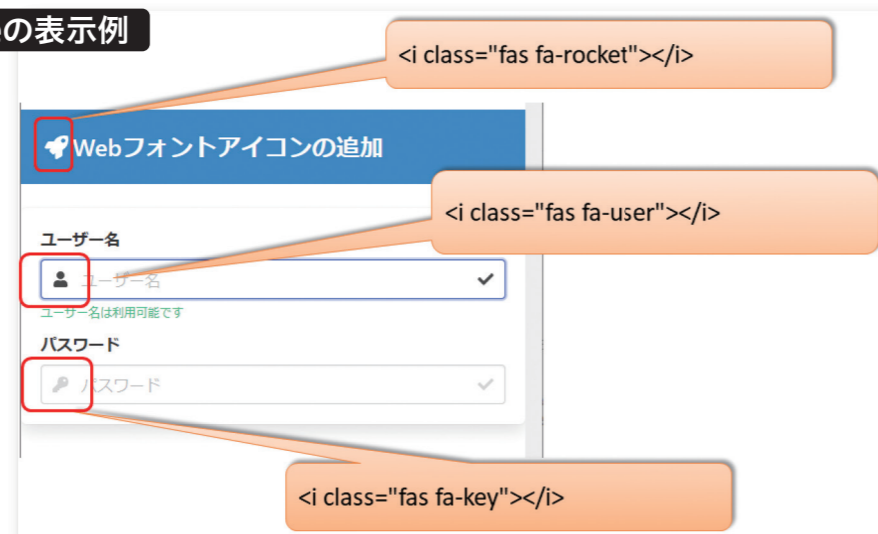 の表示例
<i class="fas fa-rocket"></i>
Webフォントアイコンの追加
<i class="fas fa-user"></i>
ユーザー名
ユーザー名
ユーザー名は利用可能です
パスワード
パスワード
<i class="fas fa-key"></i>